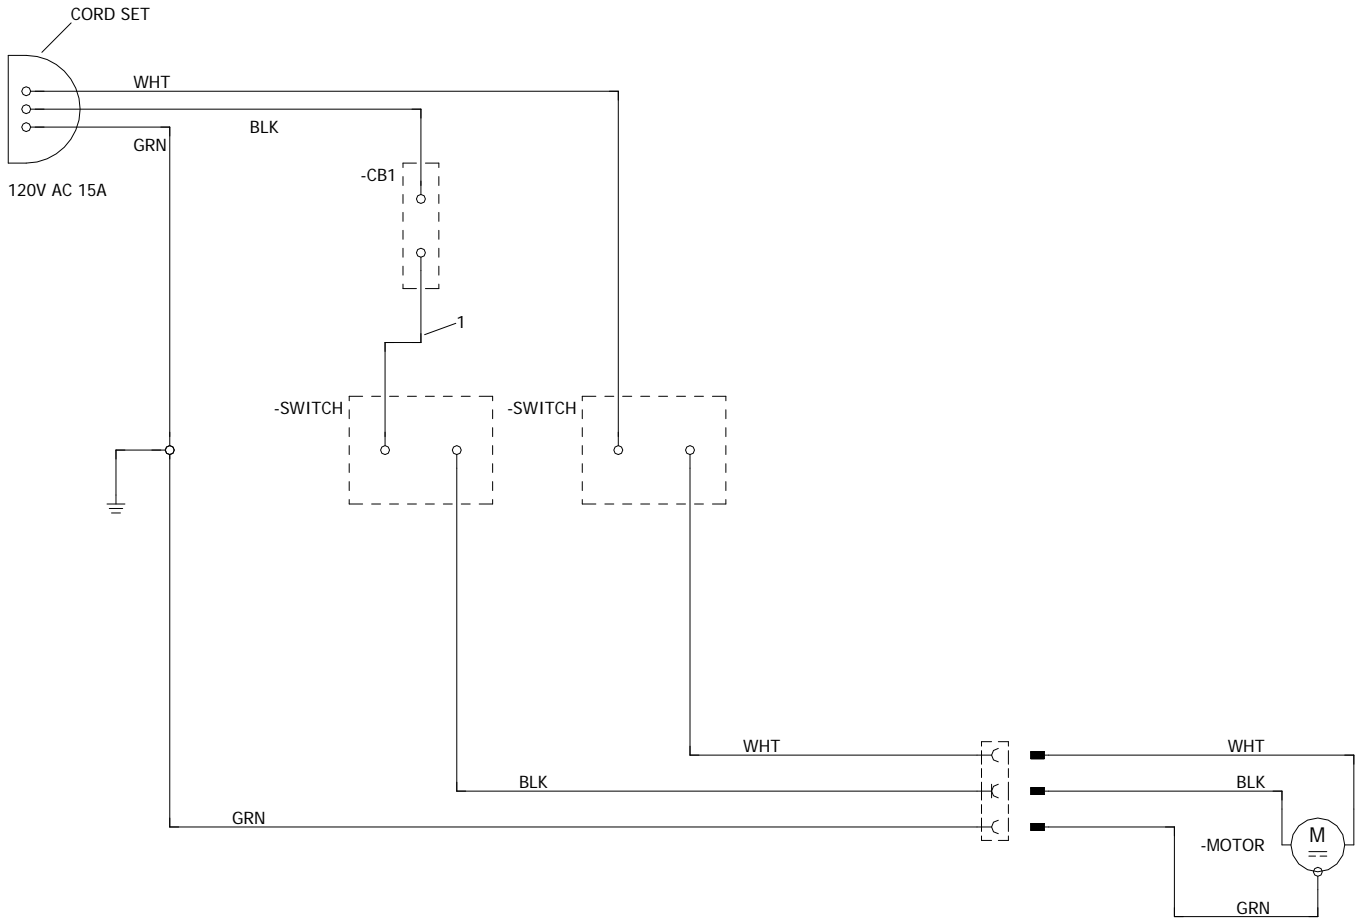 CORD SET
WHT
BLK
GRN
120V AC 15A
-CB1
1
-SWITCH
-SWITCH
WHT
WHT
BLK
BLK
GRN
M
-MOTOR
GRN